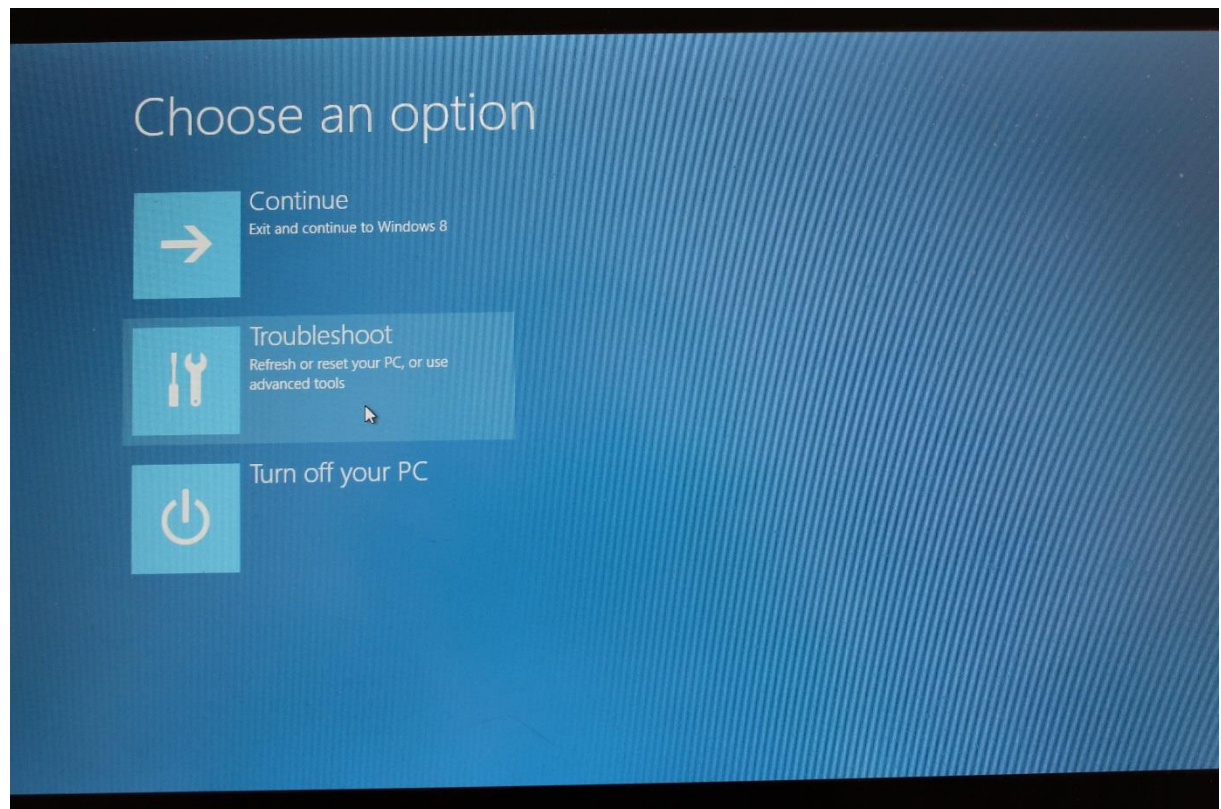 Choose an option
Continue
Exit and continue to Windows 8
Troubleshoot
Refresh or reset your PC, or use
advanced tools
Turn off your PC